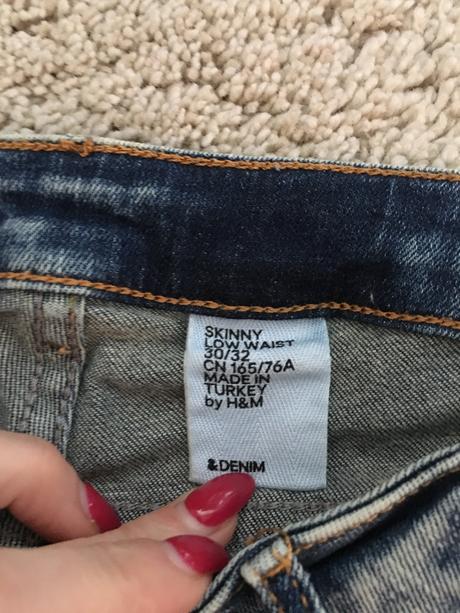 SKINNY
LOW WAIST
30/32
CN 165/76A
MADE IN
TURKEY
by H&M
&DENIM